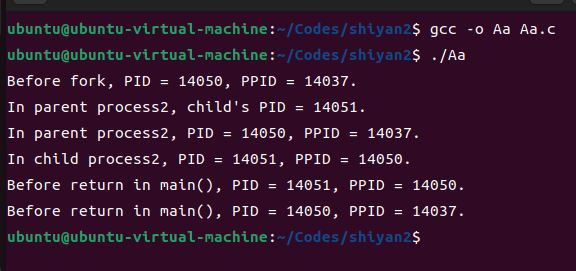 ubuntu@ubuntu-virtual-machine:~/Codes/shiyan2$ gcc -o Aa Aa.c
ubuntu@ubuntu-virtual-machine:~/Codes/shiyan2$ ./Aa
Before fork, PID = 14050, PPID = 14037.
In parent process2, child's PID = 14051.
In parent process2, PID = 14050, PPID = 14037.
In child process2, PID = 14051, PPID = 14050.
Before return in main(), PID = 14051, PPID = 14050.
Before return in main(), PID = 14050, PPID = 14037.
ubuntu@ubuntu-virtual-machine:~/Codes/shiyan2$